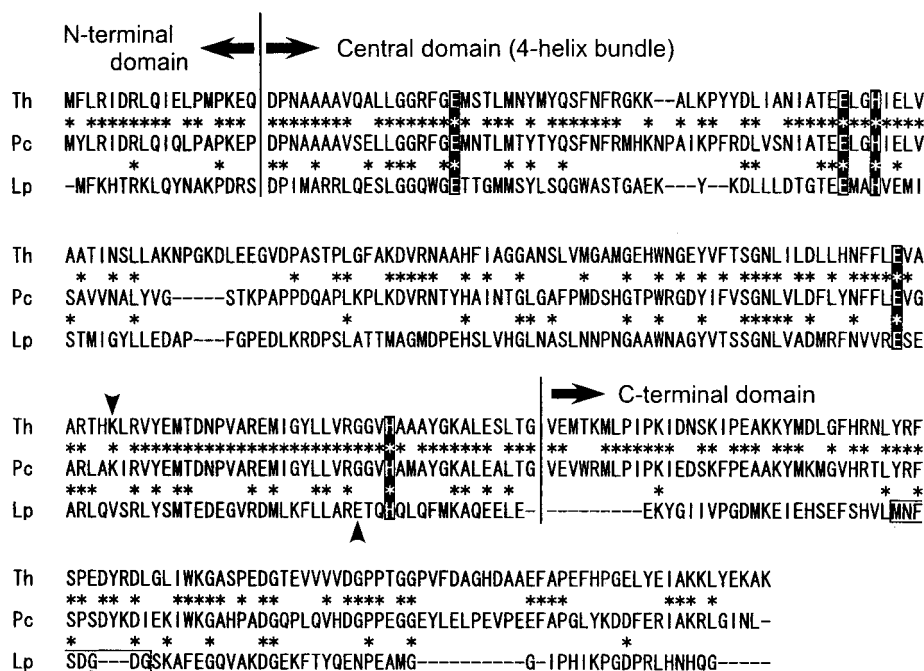 N-terminal domain
Central domain (4-helix bundle)
Th MFLRIDRLQIELPMPKEQ DPNAAAAVQALLGGRFGEMSTLMNYMYQSFNFRGKK--ALKPYYDLIANIATEELGHIELV
Pc MYLRIDRLQIQLPAPKEP DPNAAAAVSELLGGRFGEMNTLMTYTYQSFNFRMHKNPAIKPFRDLVSNIATEELGHIELV
Lp -MFKHTRKLQYNAKPDRS DPIMARRLQESLGGQWGETTGMMSYLSQGWASTGAEK---Y-KDLLLDTGTEEMAHVEMI
Th AATINSLLAKNPGKDLEEGVDPASTPLGFAKDVRNAAHFIAGGANSLVMGAMGEHWNGEYVFTSGNLILDLLHNFFLEVA
Pc SAVVNALYVG-----STKPAPPDQAPLKPLKDVRNTYHAINTGLGAFPMDSHGTPWRGDYIFVSGNLVLDFLYNFFLEVG
Lp STMIGYLLEDAP---FGPEDLKRDPSLATTMAGMDPEHSLVHGLNASLNNPNGAAWNAGYVTSSGNLVADMRFNVVRESE
C-terminal domain
Th ARTHKLRVYEMTDNPVAREMIGYLLVRGGVHAAAYGKALESLTG VEMTKMLPIPKIDNSKIPEAKKYMDLGFHRNLYRF
Pc ARLAKIRVYEMTDNPVAREMIGYLLVRGGVHAMAYGKALEALTG VEVWRMLPIPKIEDSKFPEAAKYMKMGVHRTLYRF
Lp ARLQVSRLYSMTEDEGVRDMLKFLLARETQHQLQFMKAQEELE- ---------EKYGIIVPGDMKEIEHSEFSHVLMNF
Th SPEDYRDLGLIWKGASPEDGTEVVVVDGPPTGGPVFDAGHDAAEFAPEFHPGELYEIAKKLYEKAK
Pc SPSDYKDIEKIWKGAHPADGQPLQVHDGPPEGGEYLELPEVPEEFAPGLYKDDFERIAKRLGINL-
Lp SDG---DGSKAFEGQVAKDGEKFTYQENPEAMG----------G-IPHIKPGDPRLHNHQG-----